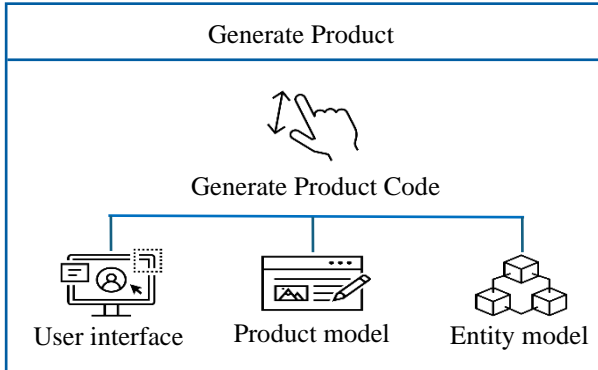 Generate Product
Generate Product Code
User interface
Product model
Entity model